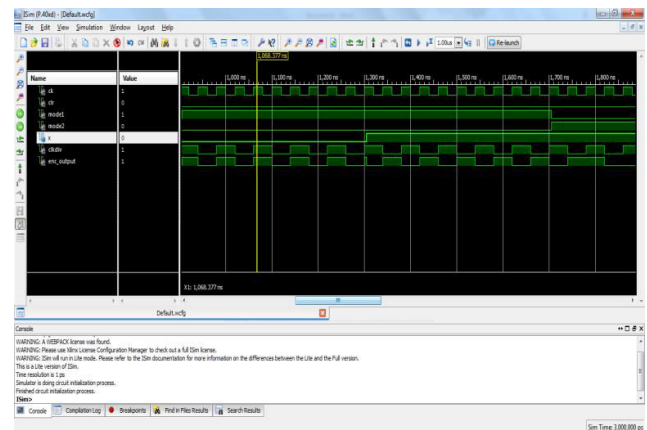 ISim (P.40xd) - [Default.wcfg]
File Edit View Simulation Window Layout Help
1.00us Re-launch
1,068.377 ns
Name Value
1,000 ns 1,100 ns 1,200 ns 1,300 ns 1,400 ns 1,500 ns 1,600 ns 1,700 ns 1,800 ns
clk 1
clr 0
mode1 1
mode2 0
x 0
clkdiv 1
enc_output 1
X1: 1,068.377 ns
Default.wcfg
Console
WARNING: A WEBPACK license was found.
WARNING: Please use Xilinx License Configuration Manager to check out a full ISim license.
WARNING: ISim will run in Lite mode. Please refer to the ISim documentation for more information on the differences between the Lite and the Full version.
This is a Lite version of ISim.
Time resolution is 1 ps
Simulator is doing circuit initialization process.
Finished circuit initialization process.
ISim>
Console Compilation Log Breakpoints Find in Files Results Search Results
Sim Time: 3,000,000 ps